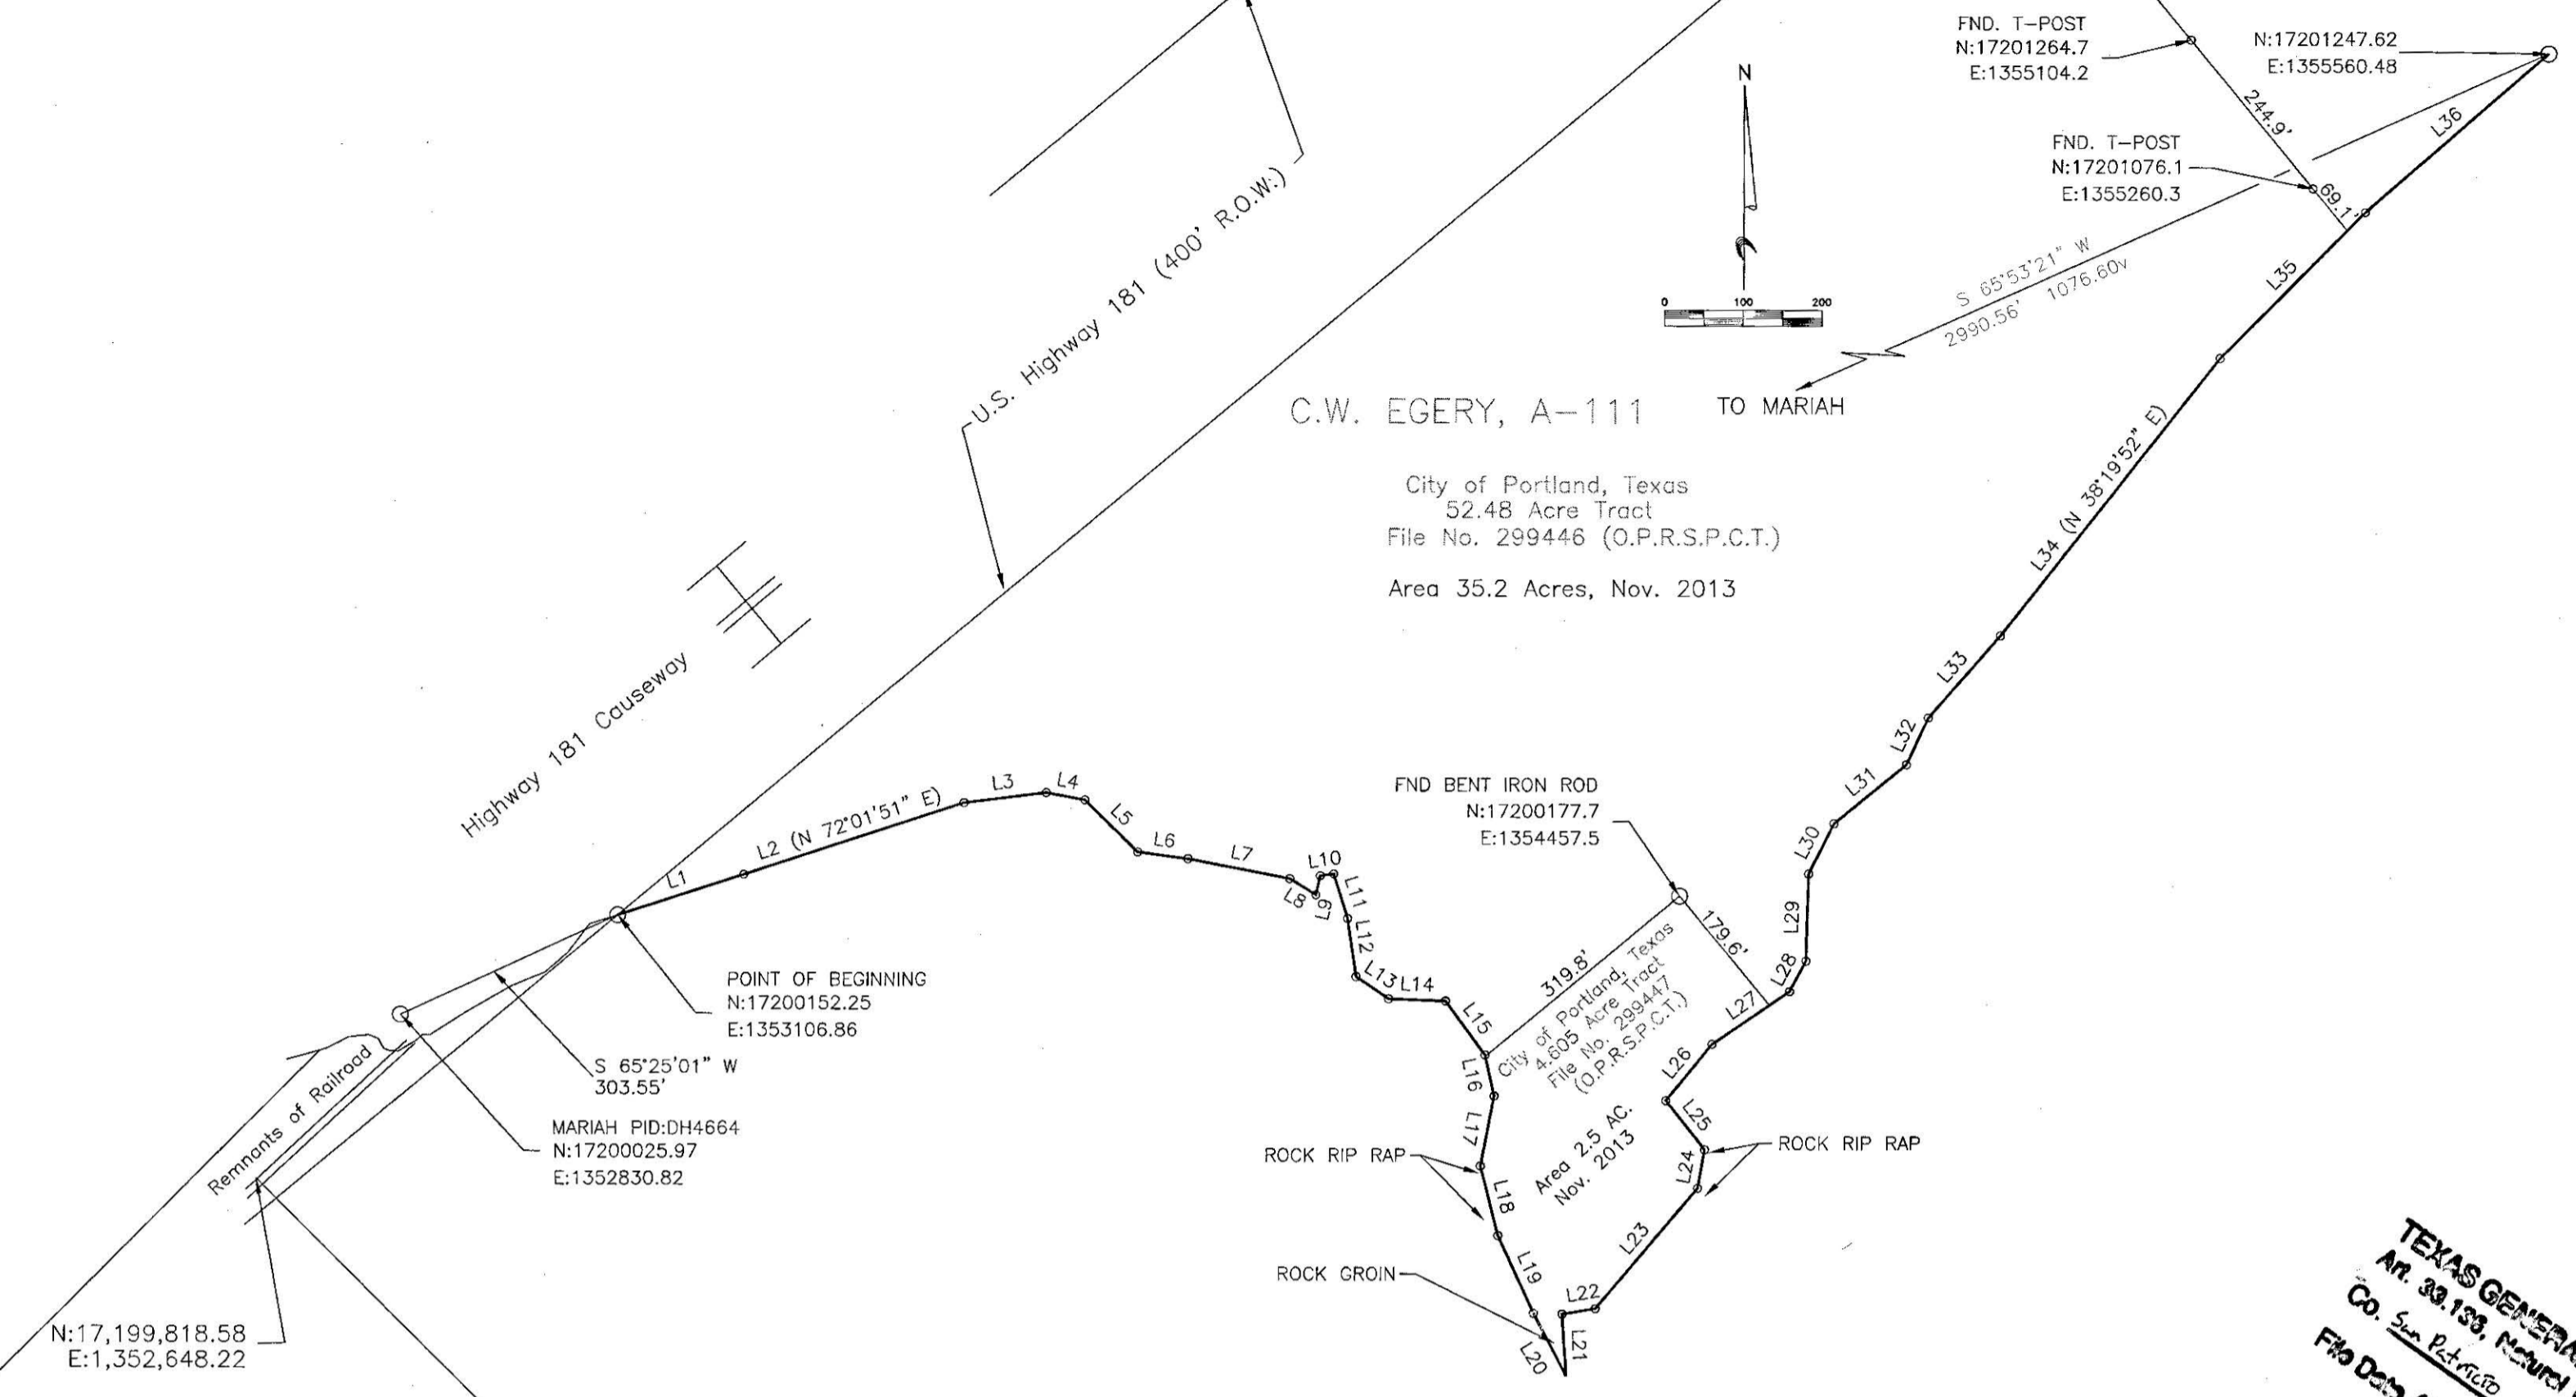 FND. T-POST
N:17201264.7
E:1355104.2
N:17201247.62
E:1355560.48
244.9'
L36
FND. T-POST
N:17201076.1
E:1355260.3
69.1'
N
0 100 200
S 65°53'21" W
2990.56' 1076.60v
L35
TO MARIAH
U.S. Highway 181 (400' R.O.W.)
C.W. EGERY, A-111
City of Portland, Texas
52.48 Acre Tract
File No. 299446 (O.P.R.S.P.C.T.)
Area 35.2 Acres, Nov. 2013
L34 (N 38°19'52" E)
L33
L32
L31
L30
L29
L28
L27
Highway 181 Causeway
L1
L2 (N 72°01'51" E)
L3
L4
L5
L6
L7
L8
L9
L10
L11
L12
L13
L14
L15
FND BENT IRON ROD
N:17200177.7
E:1354457.5
319.8'
179.6'
City of Portland, Texas
4.605 Acre Tract
File No. 299447
(O.P.R.S.P.C.T.)
Area 2.5 AC.
Nov. 2013
POINT OF BEGINNING
N:17200152.25
E:1353106.86
S 65°25'01" W
303.55'
MARIAH PID:DH4664
N:17200025.97
E:1352830.82
Remnants of Railroad
N:17,199,818.58
E:1,352,648.22
L16
L17
L18
L19
L20
L21
L22
L23
L24
L25
L26
ROCK RIP RAP
ROCK RIP RAP
ROCK GROIN
TEXAS GENERA
Art. 33.136, Natural
Co. San Patricio
File Date